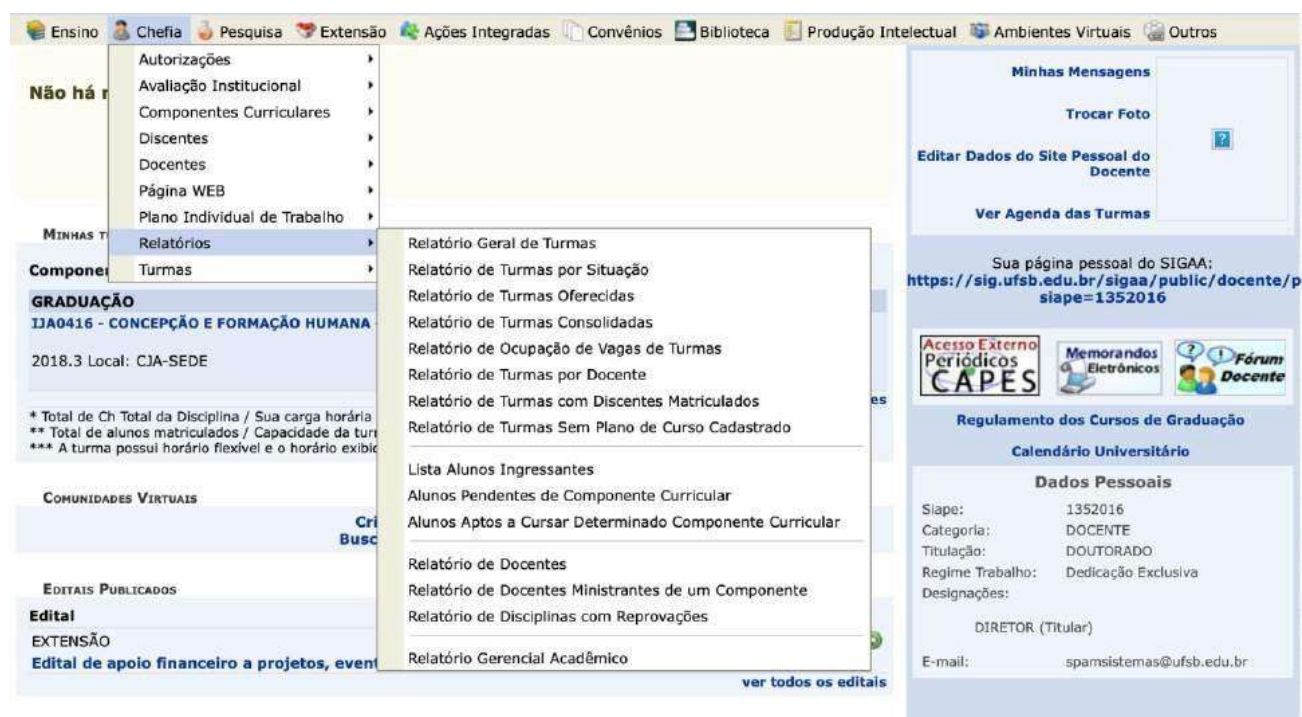 Ensino Chefia Pesquisa Extensão Ações Integradas Convênios Biblioteca Produção Intelectual Ambientes Virtuais Outros
Autorizações
Avaliação Institucional
Componentes Curriculares
Discentes
Docentes
Página WEB
Plano Individual de Trabalho
Relatórios
Turmas
Relatório Geral de Turmas
Relatório de Turmas por Situação
Relatório de Turmas Oferecidas
Relatório de Turmas Consolidadas
Relatório de Ocupação de Vagas de Turmas
Relatório de Turmas por Docente
Relatório de Turmas com Discentes Matriculados
Relatório de Turmas Sem Plano de Curso Cadastrado
Lista Alunos Ingressantes
Alunos Pendentes de Componente Curricular
Alunos Aptos a Cursar Determinado Componente Curricular
Relatório de Docentes
Relatório de Docentes Ministrantes de um Componente
Relatório de Disciplinas com Reprovações
Relatório Gerencial Acadêmico
Não há
MINHAS
GRADUAÇÃO
IJA0416 - CONCEPÇÃO E FORMAÇÃO HUMANA
2018.3 Local: CJA-SEDE
* Total de Ch Total da Disciplina / Sua carga horária
** Total de alunos matriculados / Capacidade da
*** A turma possui horário flexível e o horário
COMUNIDADES VIRTUAIS
EDITAIS PUBLICADOS
Edital
EXTENSÃO
Edital de apoio financeiro a projetos,
ver todos os editais
Minhas Mensagens
Trocar Foto
Editar Dados do Site Pessoal do
Docente
Ver Agenda das Turmas
Sua página pessoal do SIGAA:
https://sig.ufsb.edu.br/sigaa/public/docente/p
siape=1352016
Acesso Externo
Periódicos
CAPES
Memorandos
Eletrônicos
Fórum
Docente
Regulamento dos Cursos de Graduação
Calendário Universitário
Dados Pessoais
Siape: 1352016
Categoria: DOCENTE
Titulação: DOUTORADO
Regime Trabalho: Dedicação Exclusiva
Designações:
DIRETOR (Titular)
E-mail: spamsistemas@ufsb.edu.br